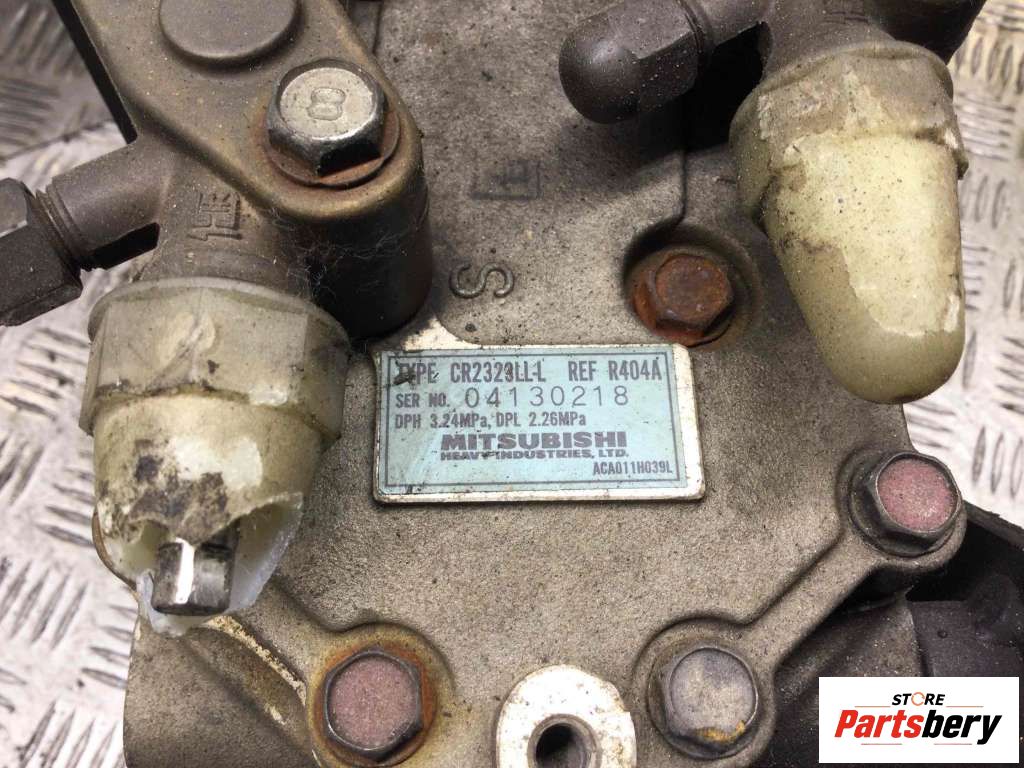 8
S
TYPE CR2323LL-L REF R404A
SER NO. 04130218
DPH 3.24MPa, DPL 2.26MPa
MITSUBISHI
HEAVY INDUSTRIES, LTD.
ACA011H039L
STORE
Partsbery